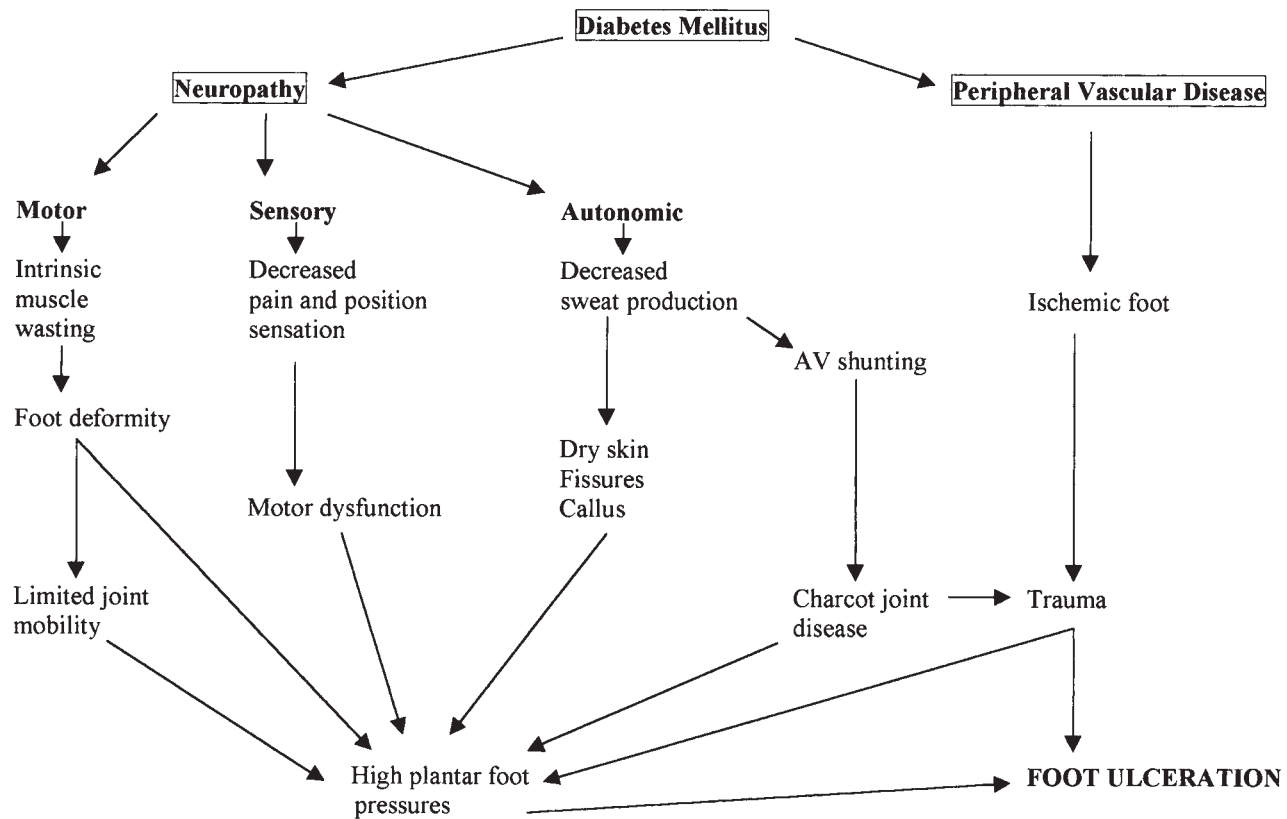 Diabetes Mellitus
Neuropathy
Peripheral Vascular Disease
Motor
Sensory
Autonomic
Intrinsic
muscle
wasting
Decreased
pain and position
sensation
Decreased
sweat production
Ischemic foot
AV shunting
Foot deformity
Dry skin
Fissures
Callus
Motor dysfunction
Limited joint
mobility
Charcot joint
disease
Trauma
High plantar foot
pressures
FOOT ULCERATION